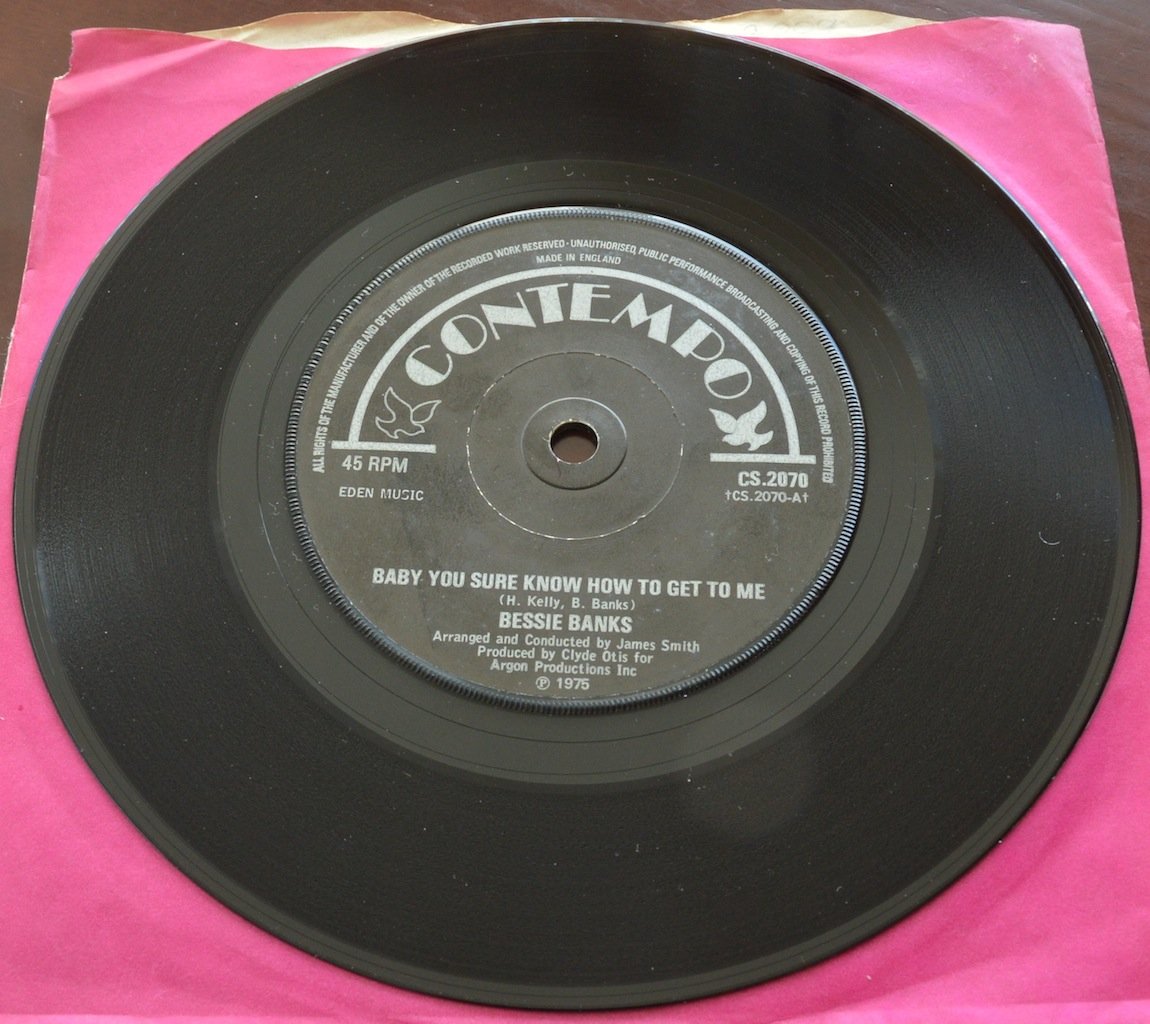 ALL RIGHTS OF THE MANUFACTURER AND OF THE OWNER OF THE RECORDED WORK RESERVED · UNAUTHORISED, PUBLIC PERFORMANCE BROADCASTING AND COPYING OF THIS RECORD PROHIBITED
MADE IN ENGLAND
CONTEMPO
45 RPM
EDEN MUSIC
CS.2070
†CS.2070-A†
BABY YOU SURE KNOW HOW TO GET TO ME
(H. Kelly, B. Banks)
BESSIE BANKS
Arranged and Conducted by James Smith
Produced by Clyde Otis for
Argon Productions Inc
℗ 1975